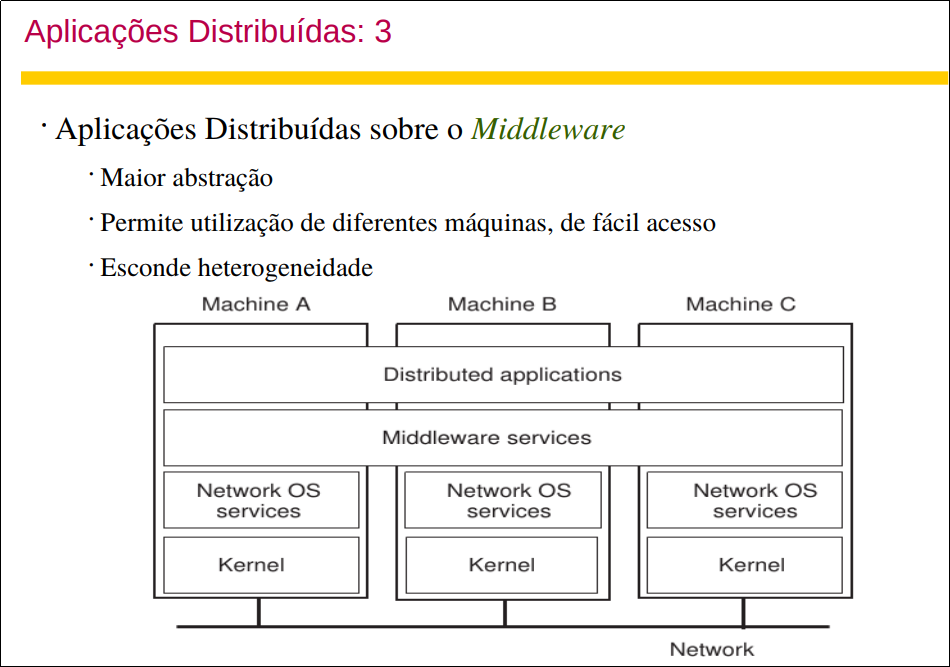 Aplicações Distribuídas: 3
· Aplicações Distribuídas sobre o Middleware
· Maior abstração
· Permite utilização de diferentes máquinas, de fácil acesso
· Esconde heterogeneidade
Machine A Machine B Machine C
Distributed applications
Middleware services
Network OS services Network OS services Network OS services
Kernel Kernel Kernel
Network